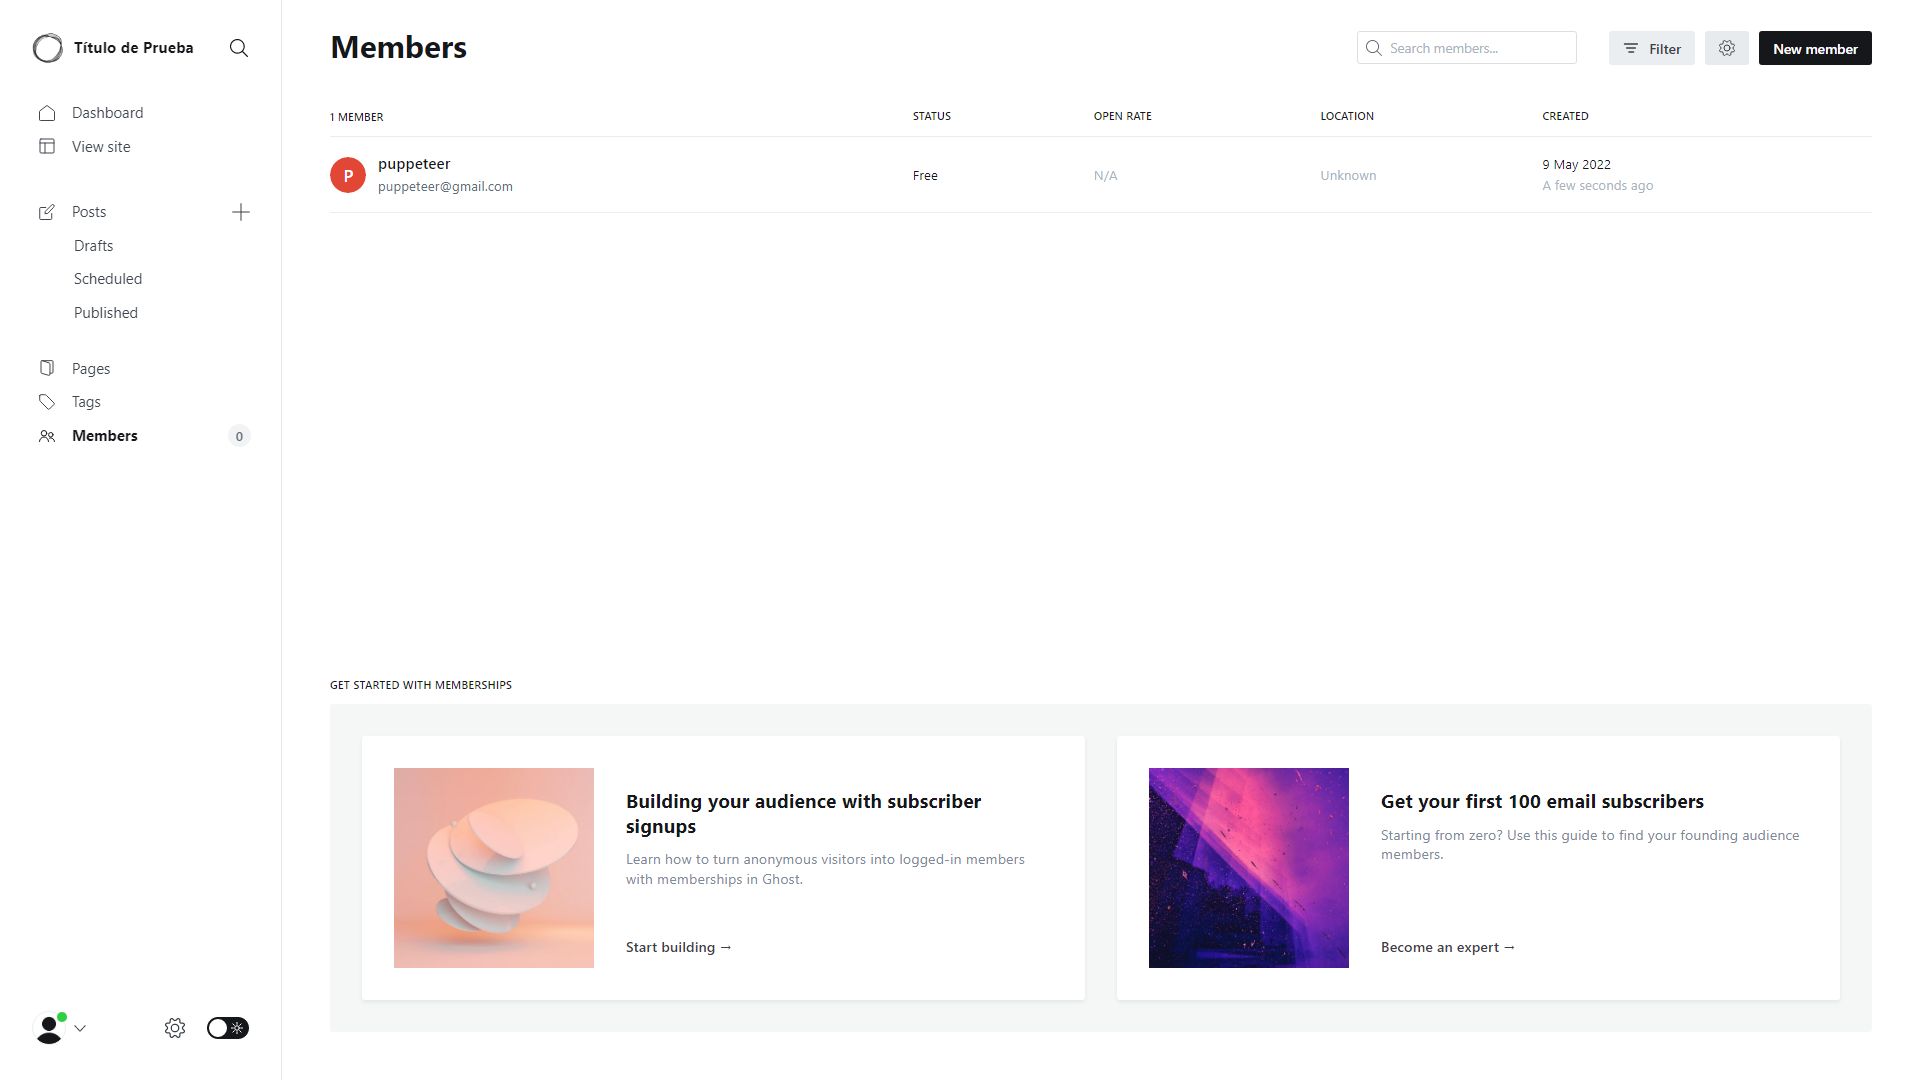 Título de Prueba
Dashboard
View site
Posts
Drafts
Scheduled
Published
Pages
Tags
Members 0
Members
Search members...
Filter
New member
1 MEMBER STATUS OPEN RATE LOCATION CREATED
P
puppeteer
puppeteer@gmail.com
Free
N/A
Unknown
9 May 2022
A few seconds ago
GET STARTED WITH MEMBERSHIPS
Building your audience with subscriber
signups
Learn how to turn anonymous visitors into logged-in members
with memberships in Ghost.
Start building →
Get your first 100 email subscribers
Starting from zero? Use this guide to find your founding audience
members.
Become an expert →